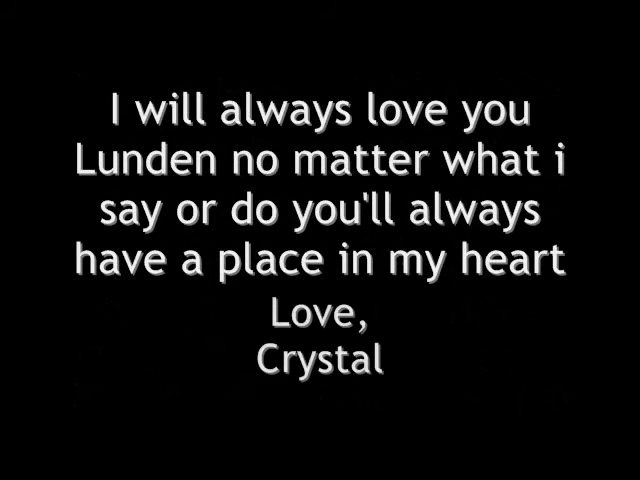 I will always love you
Lunden no matter what i
say or do you'll always
have a place in my heart
Love,
Crystal